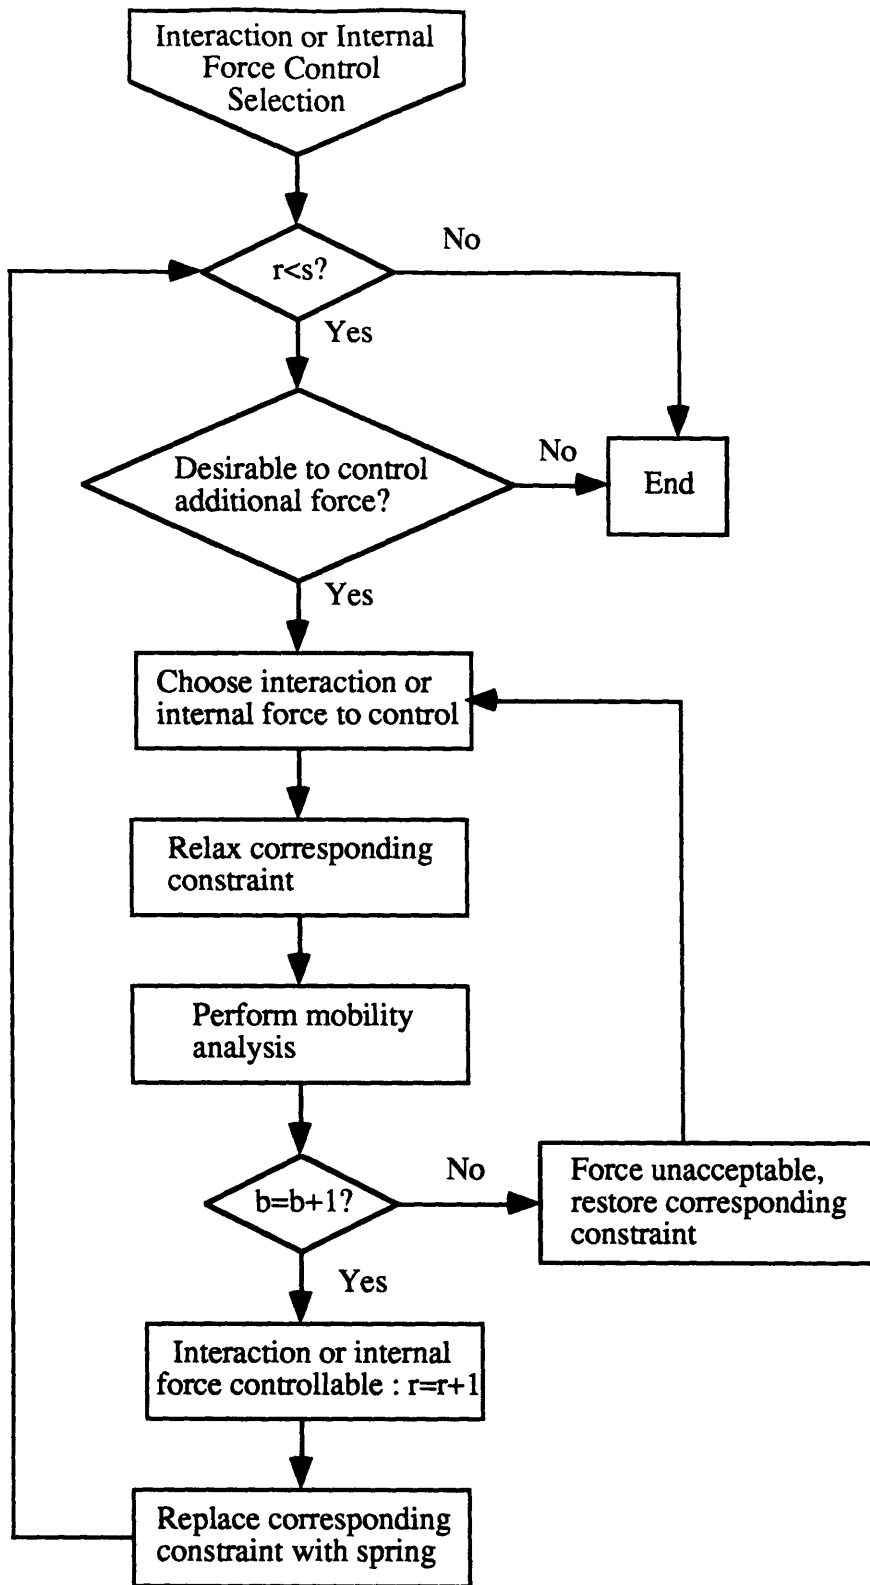 Interaction or Internal
Force Control
Selection
No
r<s?
Yes
No
Desirable to control
additional force?
End
Yes
Choose interaction or
internal force to control
Relax corresponding
constraint
Perform mobility
analysis
No
b=b+1?
Force unacceptable,
restore corresponding
constraint
Yes
Interaction or internal
force controllable : r=r+1
Replace corresponding
constraint with spring